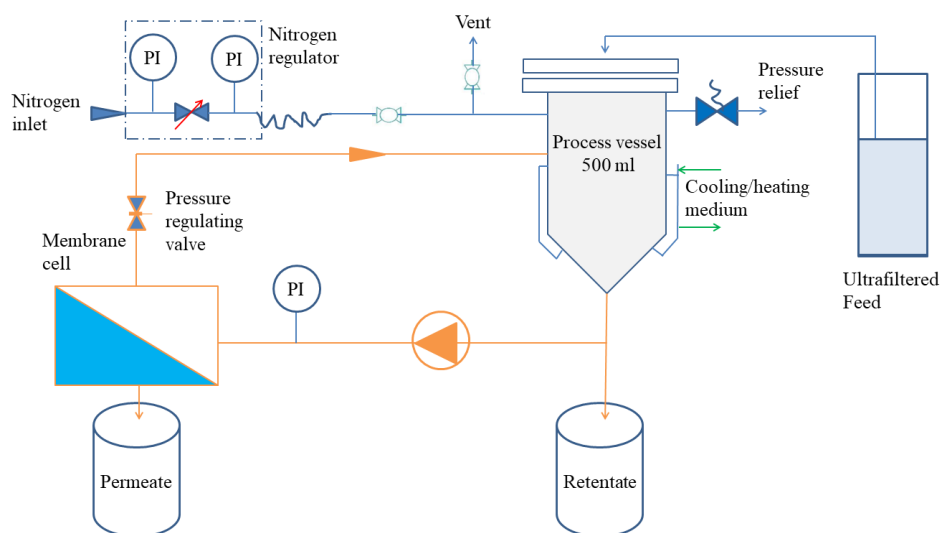 Vent
Nitrogen
regulator
PI
PI
Nitrogen
inlet
Pressure
relief
Process vessel
500 ml
Cooling/heating
medium
Pressure
regulating
valve
Membrane
cell
PI
Ultrafiltered
Feed
Permeate
Retentate